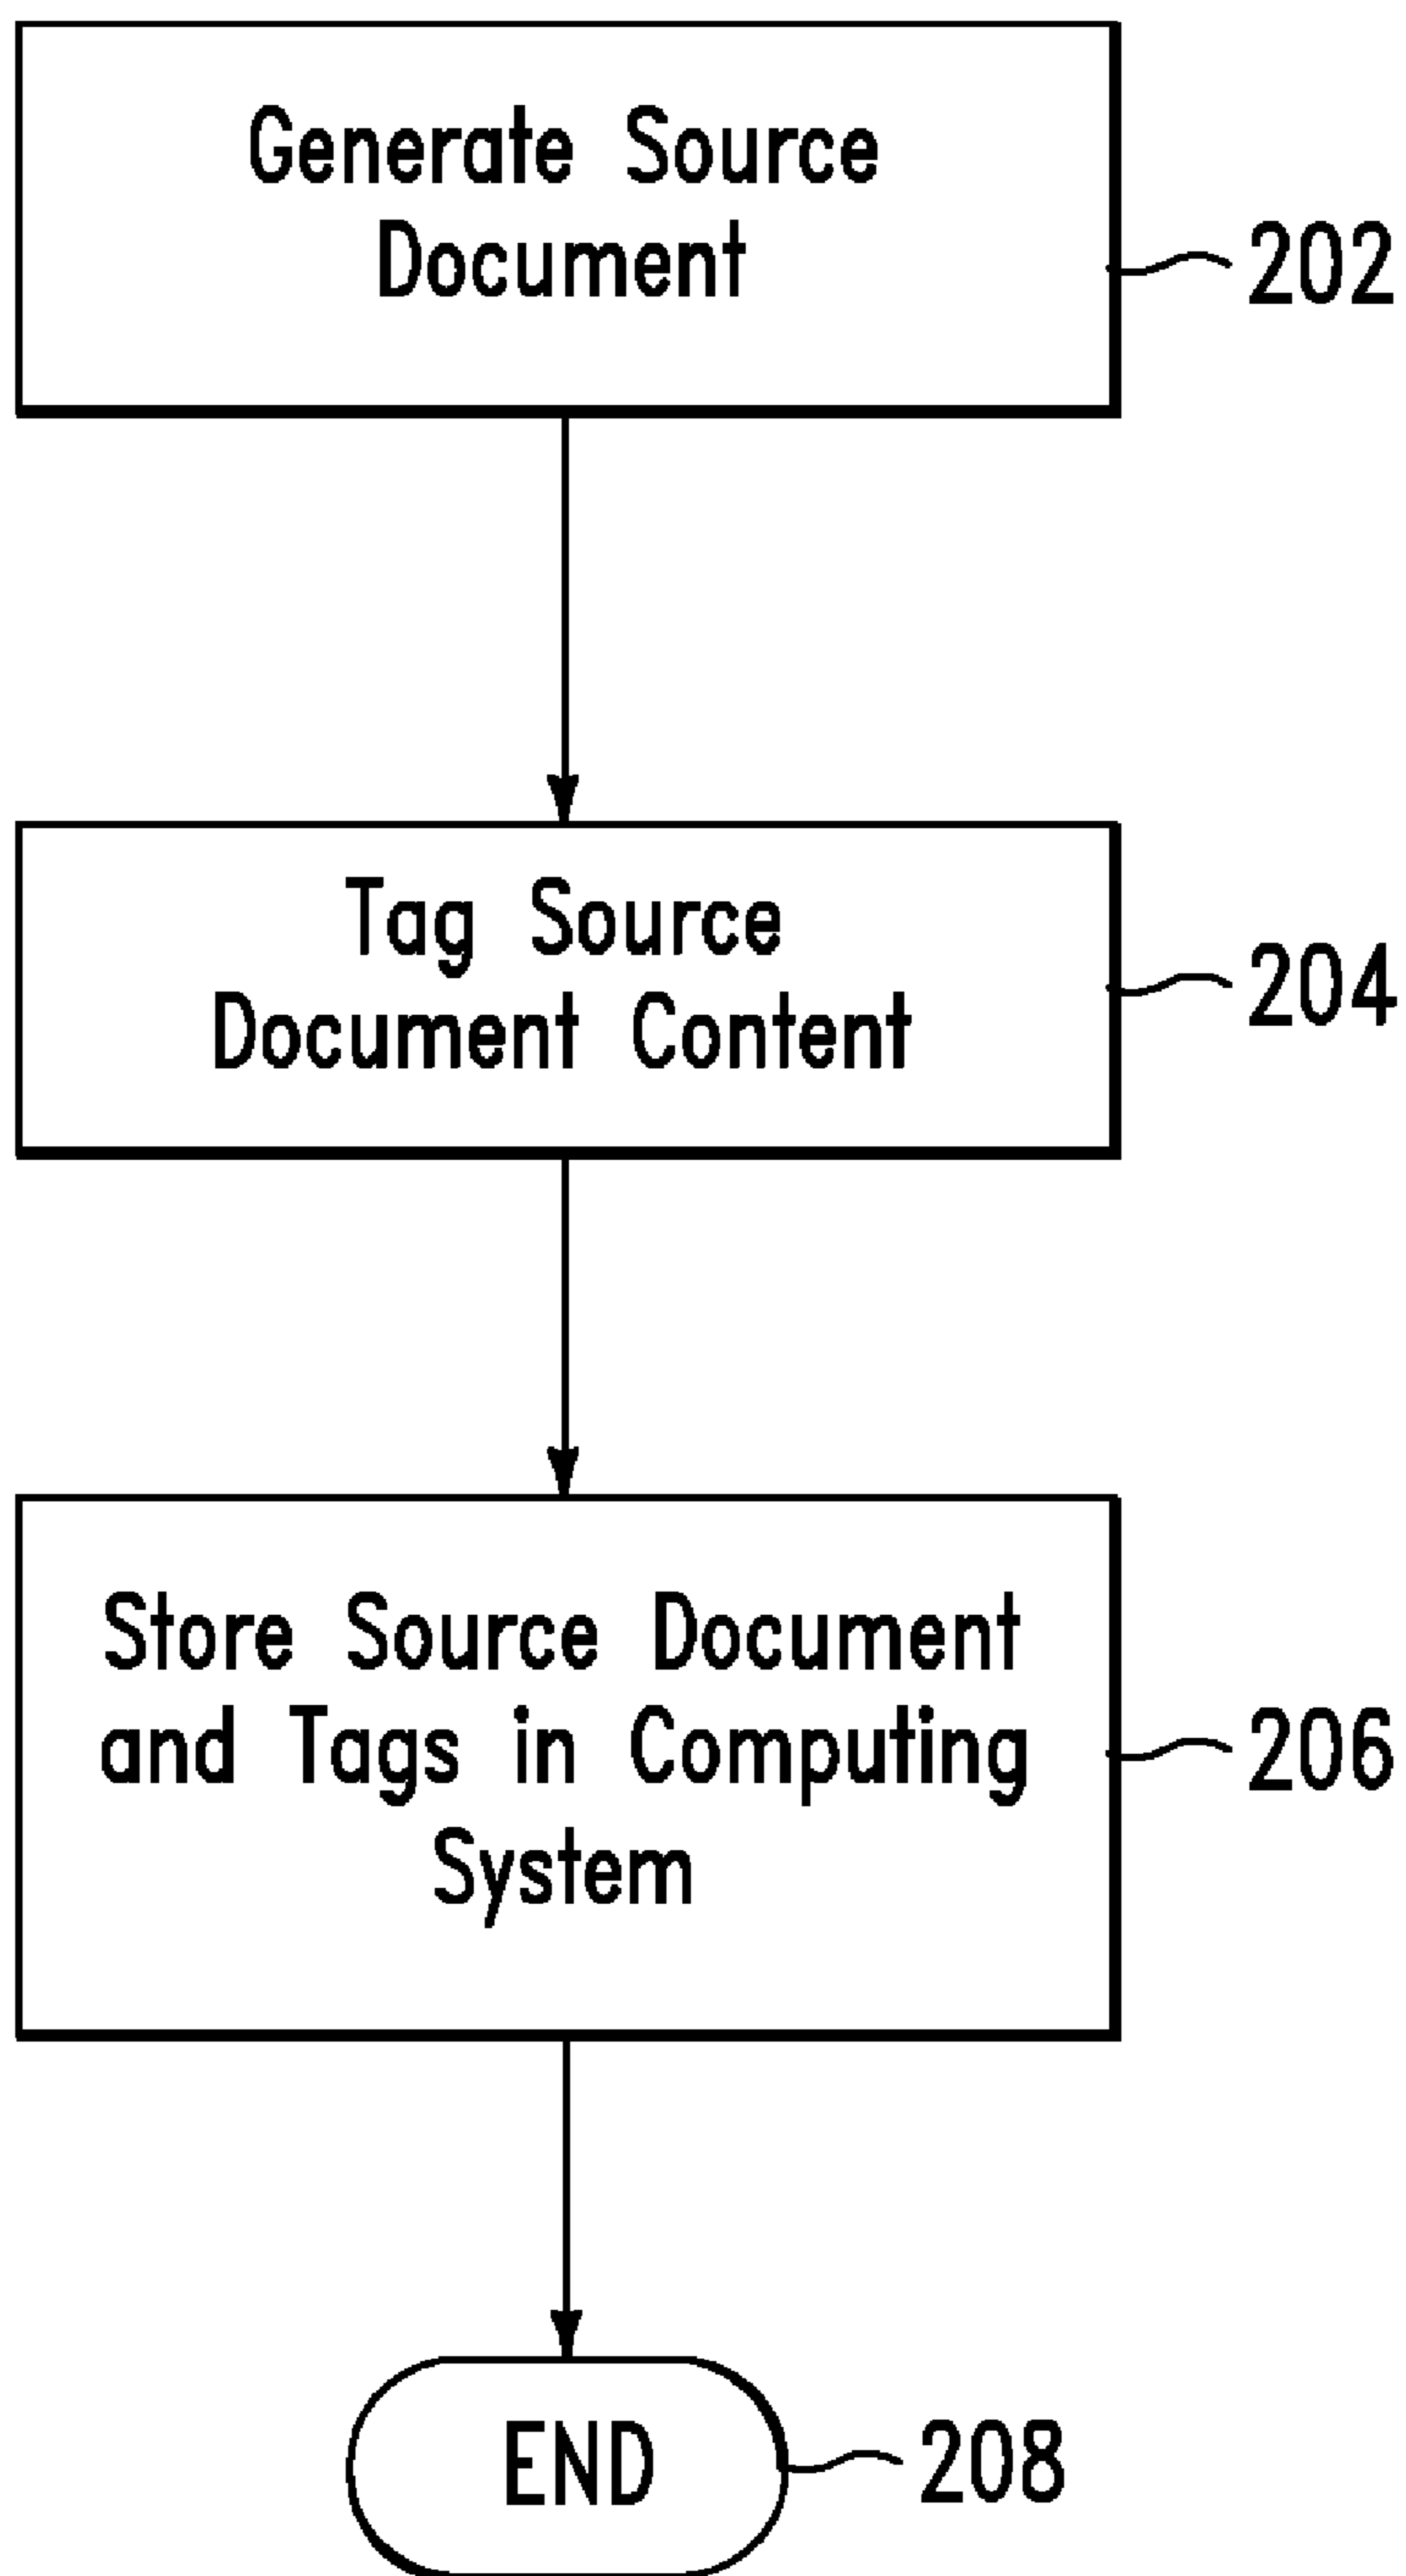 Generate Source
Document
202
Tag Source
Document Content
204
Store Source Document
and Tags in Computing
System
206
END
208